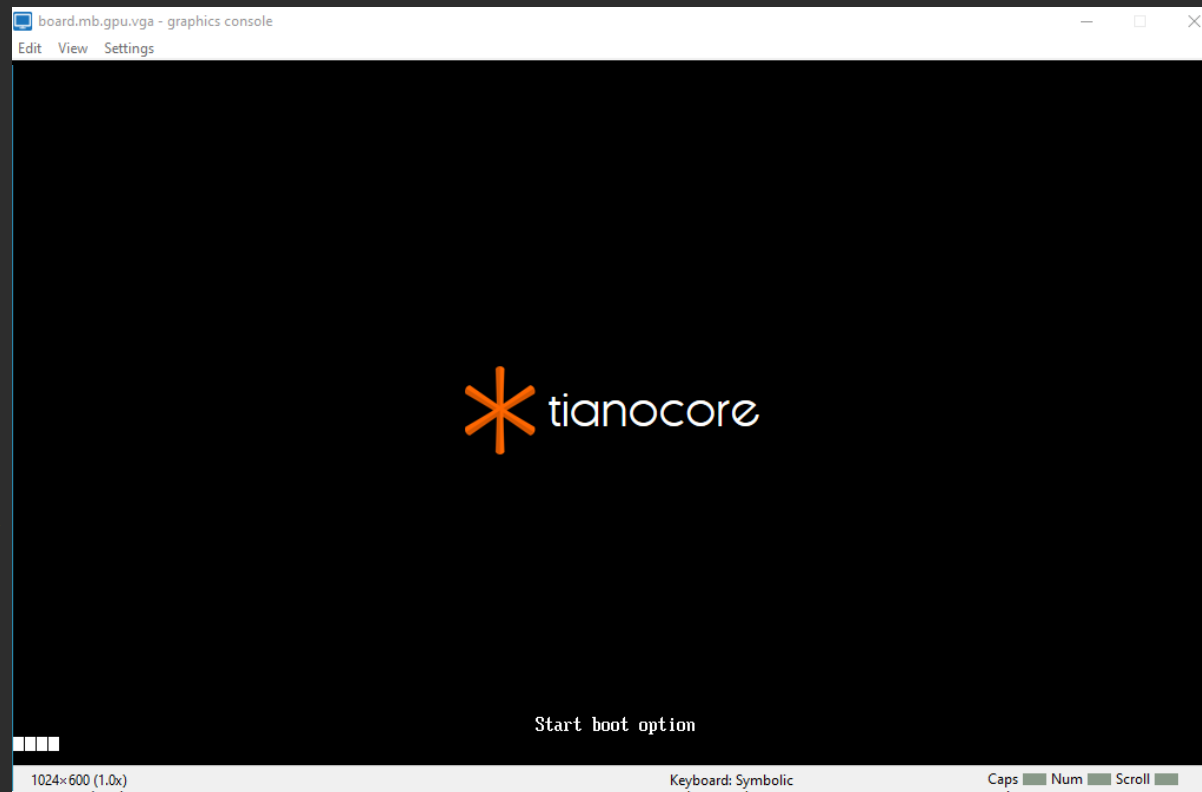 board.mb.gpu.vga - graphics console
Edit View Settings
tianocore
Start boot option
1024×600 (1.0x) Keyboard: Symbolic Caps Num Scroll